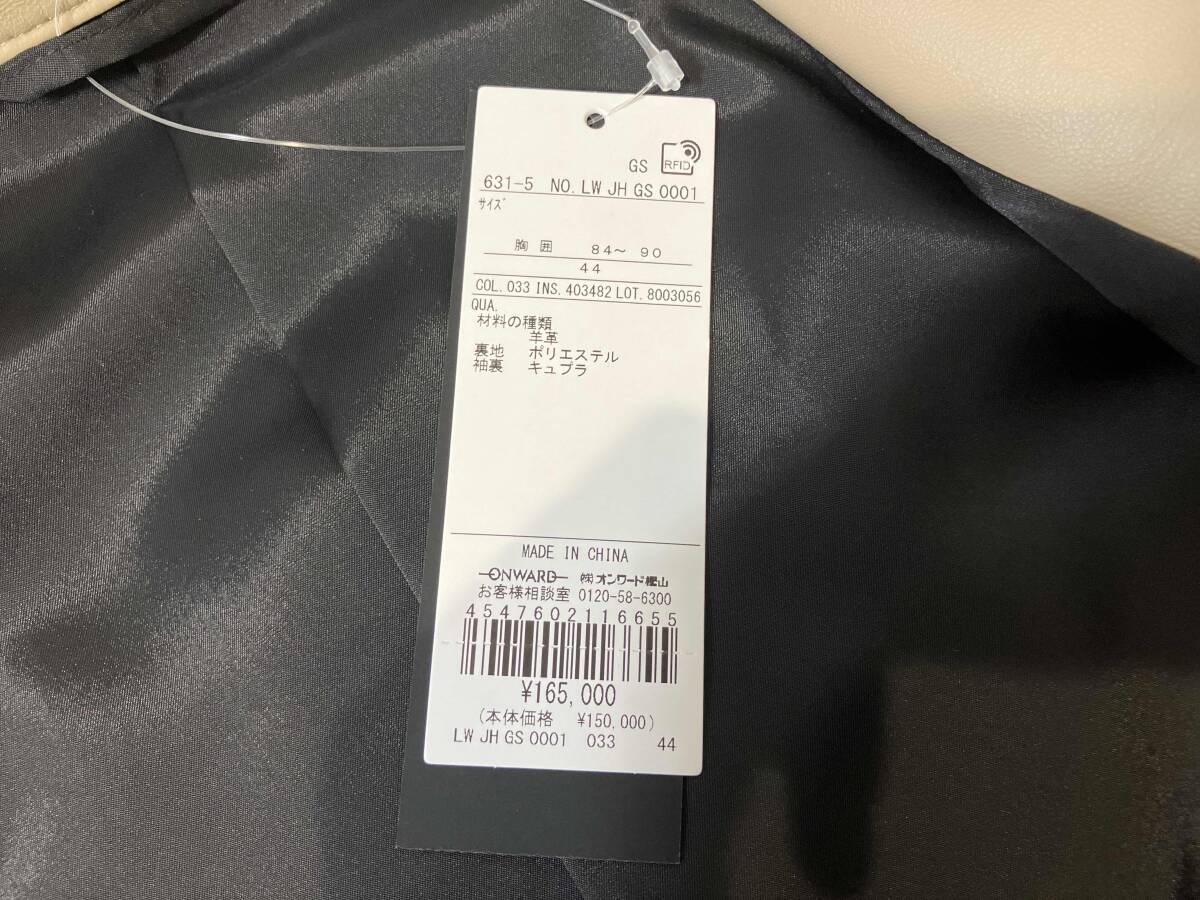 GS RFID
631-5 NO. LW JH GS 0001
サイズ
胸囲 84～ 90
44
COL. 033 INS. 403482 LOT. 8003056
QUA.
材料の種類
羊革
裏地 ポリエステル
袖裏 キュプラ
MADE IN CHINA
ONWARD ㈱オンワード樫山
お客様相談室 0120-58-6300
4547602116655
¥165,000
(本体価格 ¥150,000)
LW JH GS 0001 033 44